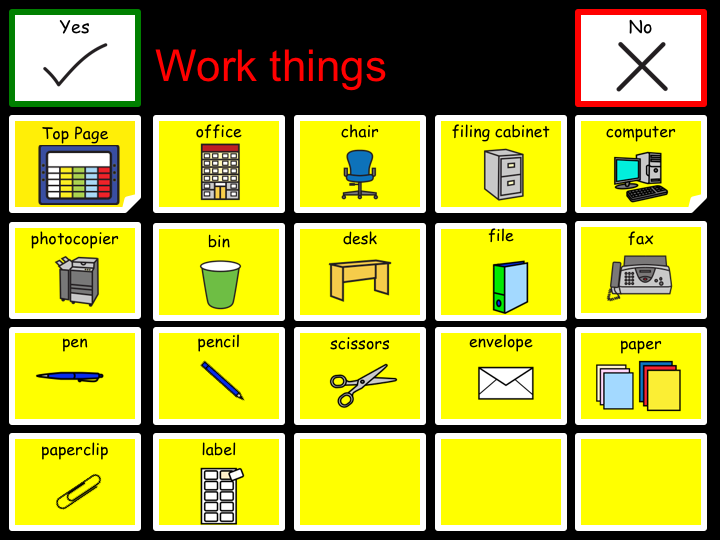 Yes
Work things
No
Top Page
office
chair
filing cabinet
computer
photocopier
bin
desk
file
fax
pen
pencil
scissors
envelope
paper
paperclip
label